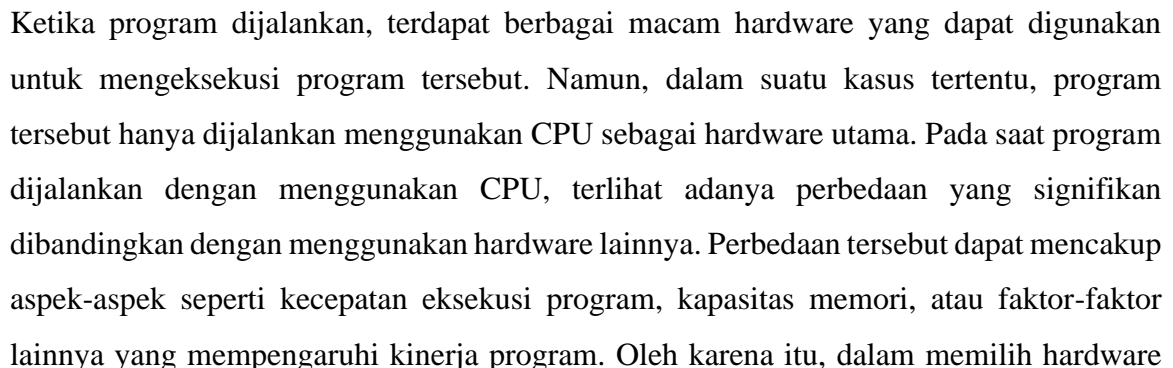 Ketika program dijalankan, terdapat berbagai macam hardware yang dapat digunakan
untuk mengeksekusi program tersebut. Namun, dalam suatu kasus tertentu, program
tersebut hanya dijalankan menggunakan CPU sebagai hardware utama. Pada saat program
dijalankan dengan menggunakan CPU, terlihat adanya perbedaan yang signifikan
dibandingkan dengan menggunakan hardware lainnya. Perbedaan tersebut dapat mencakup
aspek-aspek seperti kecepatan eksekusi program, kapasitas memori, atau faktor-faktor
lainnya yang mempengaruhi kinerja program. Oleh karena itu, dalam memilih hardware